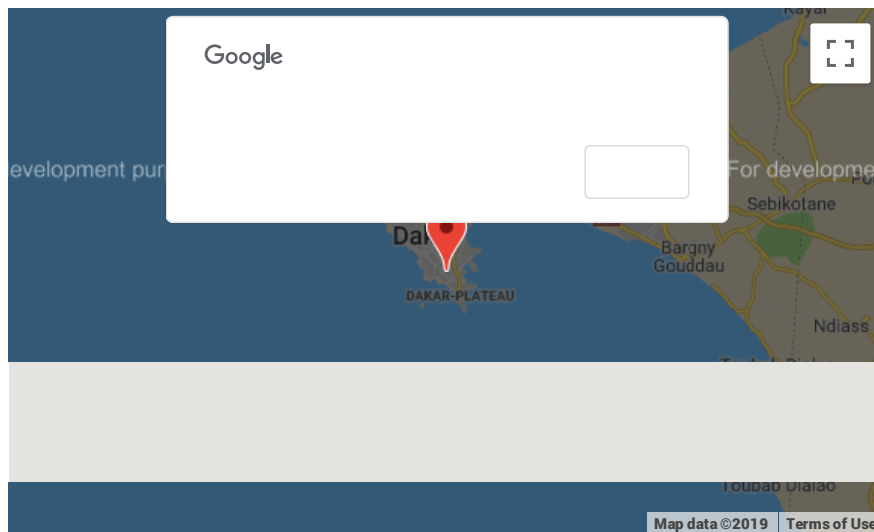 Kayar
Google
evelopment pur
For developme
Sebikotane
Bargny
Gouddau
DAKAR-PLATEAU
Ndiass
Toubab Dialao
Map data ©2019
Terms of Use